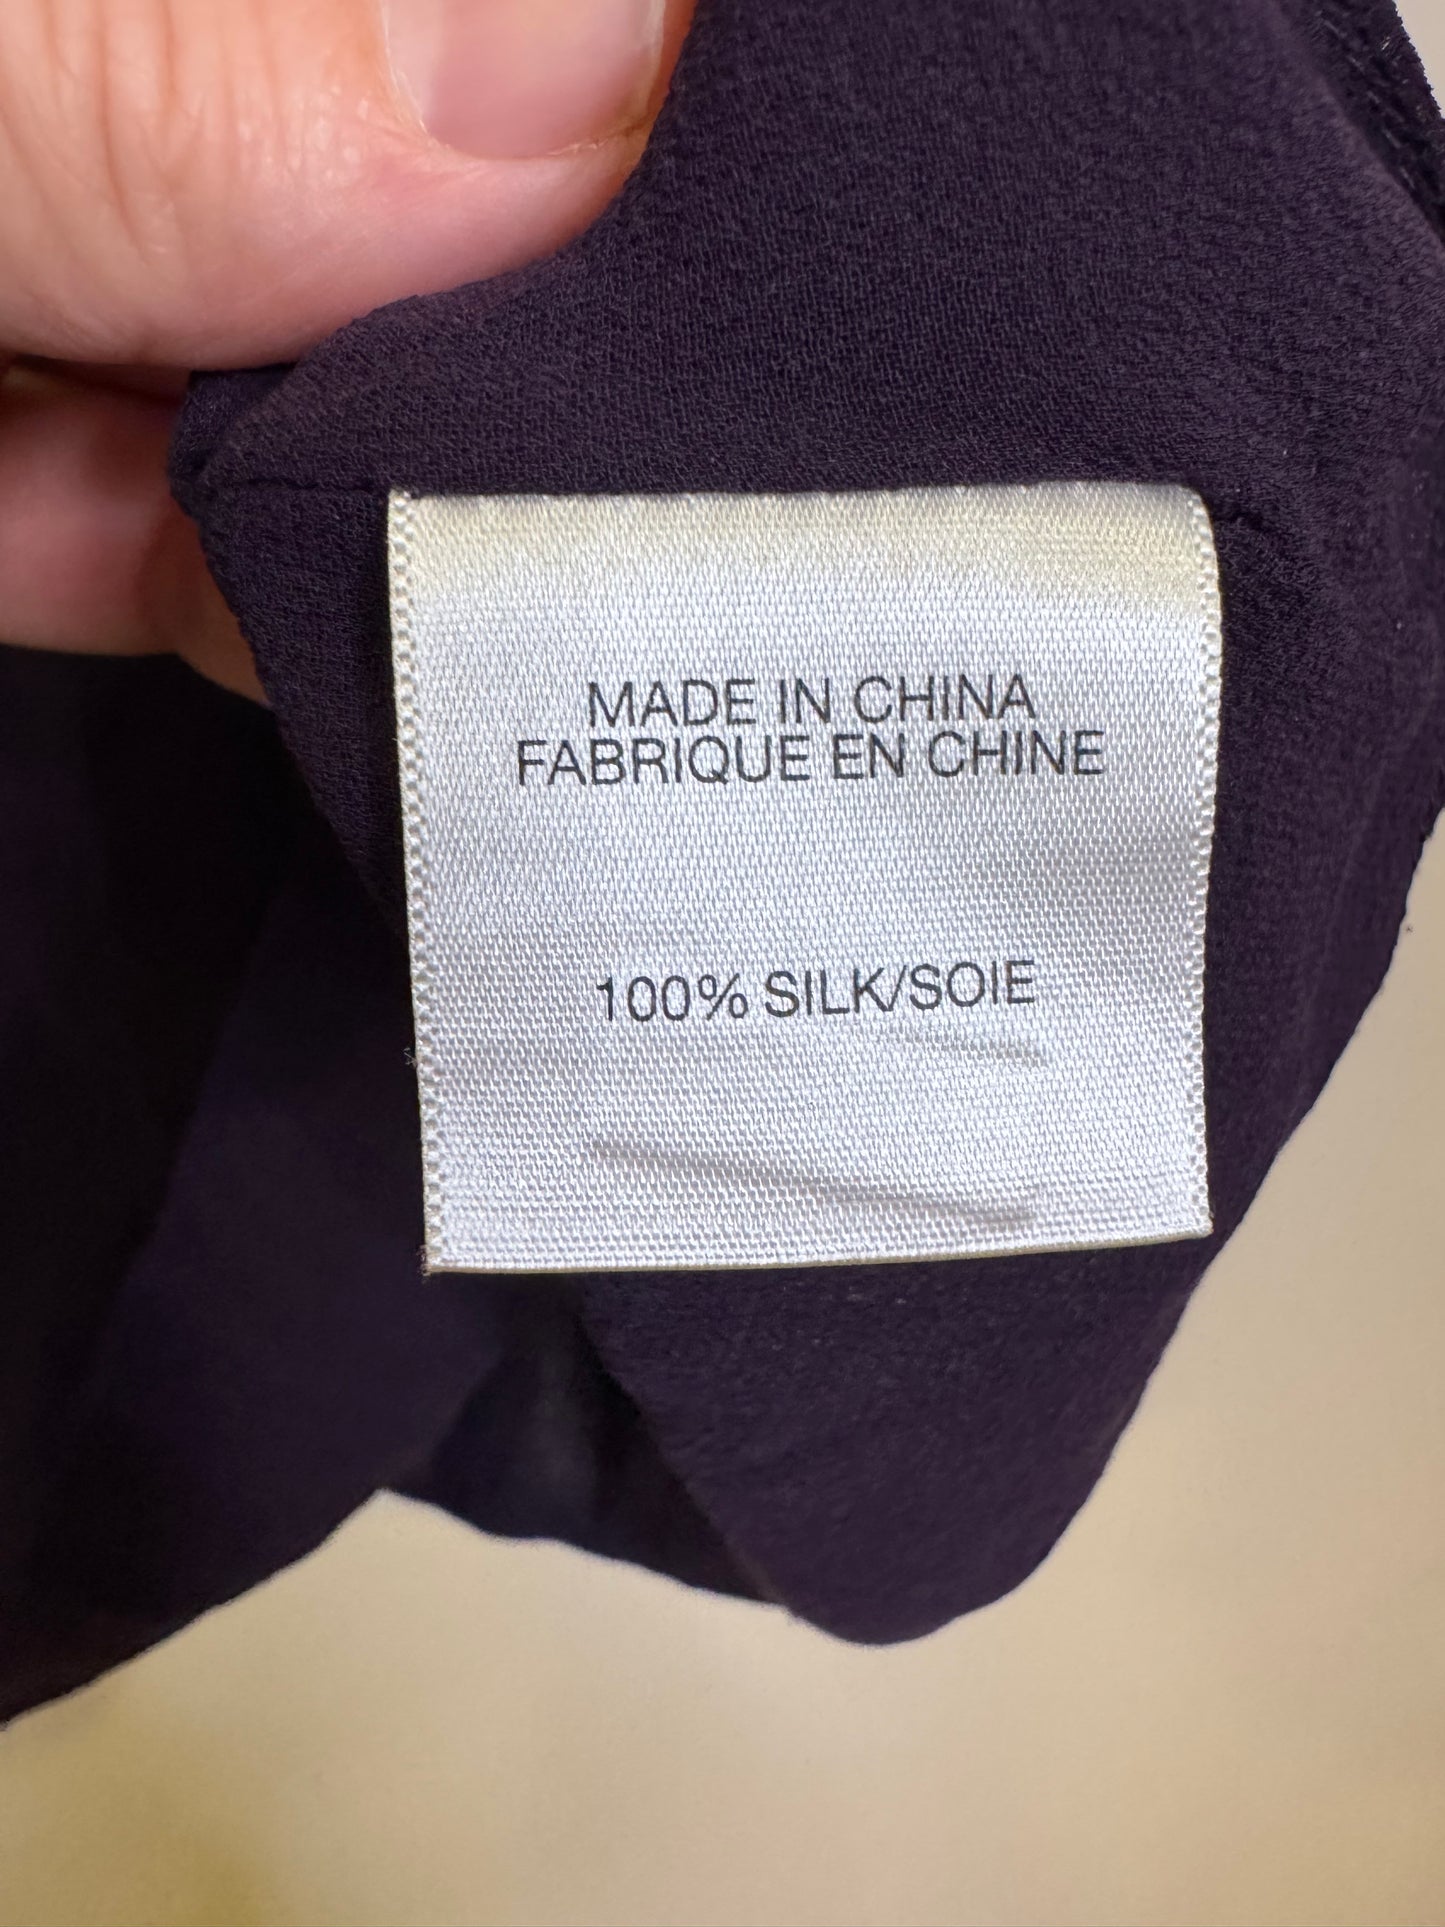 MADE IN CHINA
FABRIQUE EN CHINE
100% SILK/SOIE